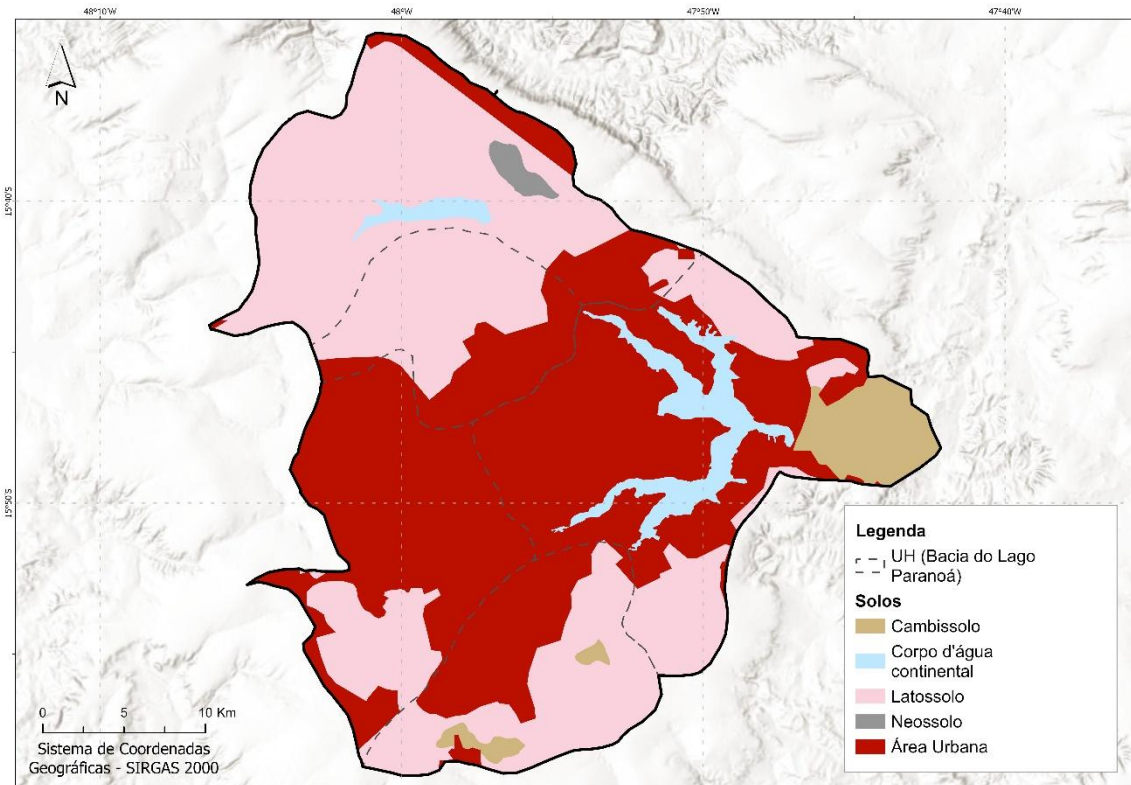 48°10'W
48°W
47°50'W
47°40'W
N
15°40'S
15°50'S
Legenda
UH (Bacia do Lago
Paranoá)
Solos
Cambissolo
Corpo d'água
continental
Latossolo
Neossolo
Área Urbana
0 5 10 Km
Sistema de Coordenadas
Geográficas - SIRGAS 2000